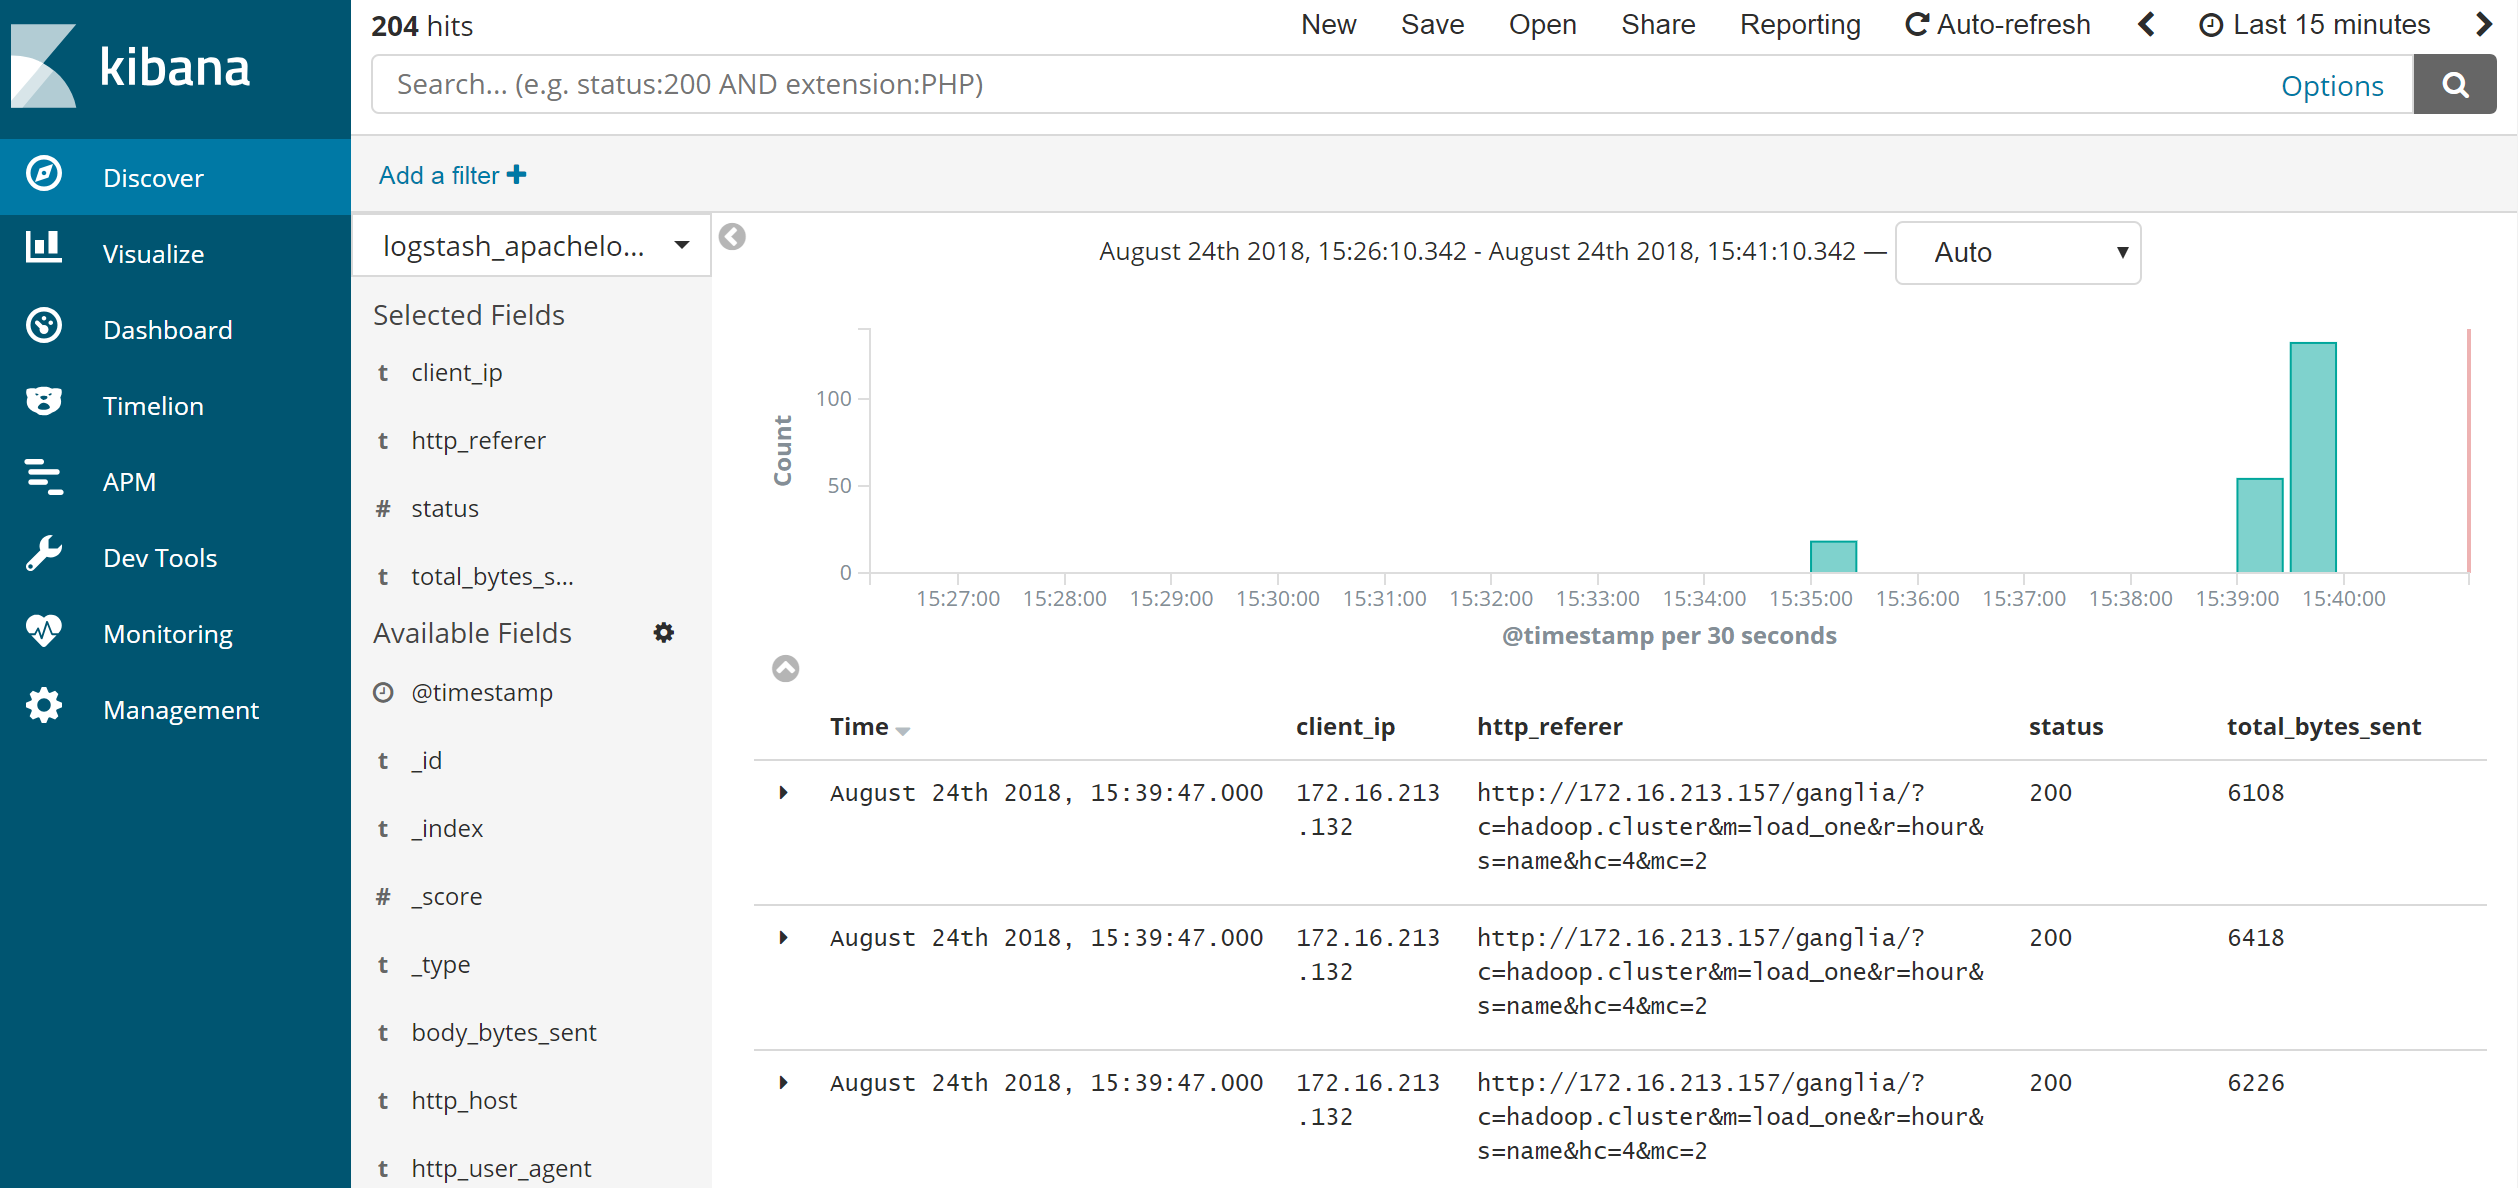 kibana
Discover
Visualize
Dashboard
Timelion
APM
Dev Tools
Monitoring
Management
204 hits
New Save Open Share Reporting Auto-refresh Last 15 minutes
Search... (e.g. status:200 AND extension:PHP) Options
Add a filter
logstash_apachelo...
Selected Fields
t client_ip
t http_referer
# status
t total_bytes_s...
Available Fields
@timestamp
t _id
t _index
# _score
t _type
t body_bytes_sent
t http_host
t http_user_agent
August 24th 2018, 15:26:10.342 - August 24th 2018, 15:41:10.342 — Auto
Count
100
50
0
15:27:00 15:28:00 15:29:00 15:30:00 15:31:00 15:32:00 15:33:00 15:34:00 15:35:00 15:36:00 15:37:00 15:38:00 15:39:00 15:40:00
@timestamp per 30 seconds
Time client_ip http_referer status total_bytes_sent
August 24th 2018, 15:39:47.000 172.16.213 http://172.16.213.157/ganglia/? 200 6108
.132 c=hadoop.cluster&m=load_one&r=hour&
s=name&hc=4&mc=2
August 24th 2018, 15:39:47.000 172.16.213 http://172.16.213.157/ganglia/? 200 6418
.132 c=hadoop.cluster&m=load_one&r=hour&
s=name&hc=4&mc=2
August 24th 2018, 15:39:47.000 172.16.213 http://172.16.213.157/ganglia/? 200 6226
.132 c=hadoop.cluster&m=load_one&r=hour&
s=name&hc=4&mc=2